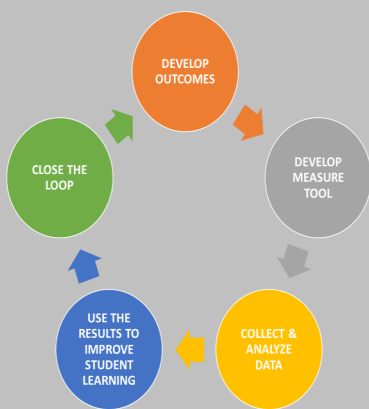 DEVELOP
OUTCOMES
DEVELOP
MEASURE
TOOL
COLLECT &
ANALYZE
DATA
USE THE
RESULTS TO
IMPROVE
STUDENT
LEARNING
CLOSE THE
LOOP